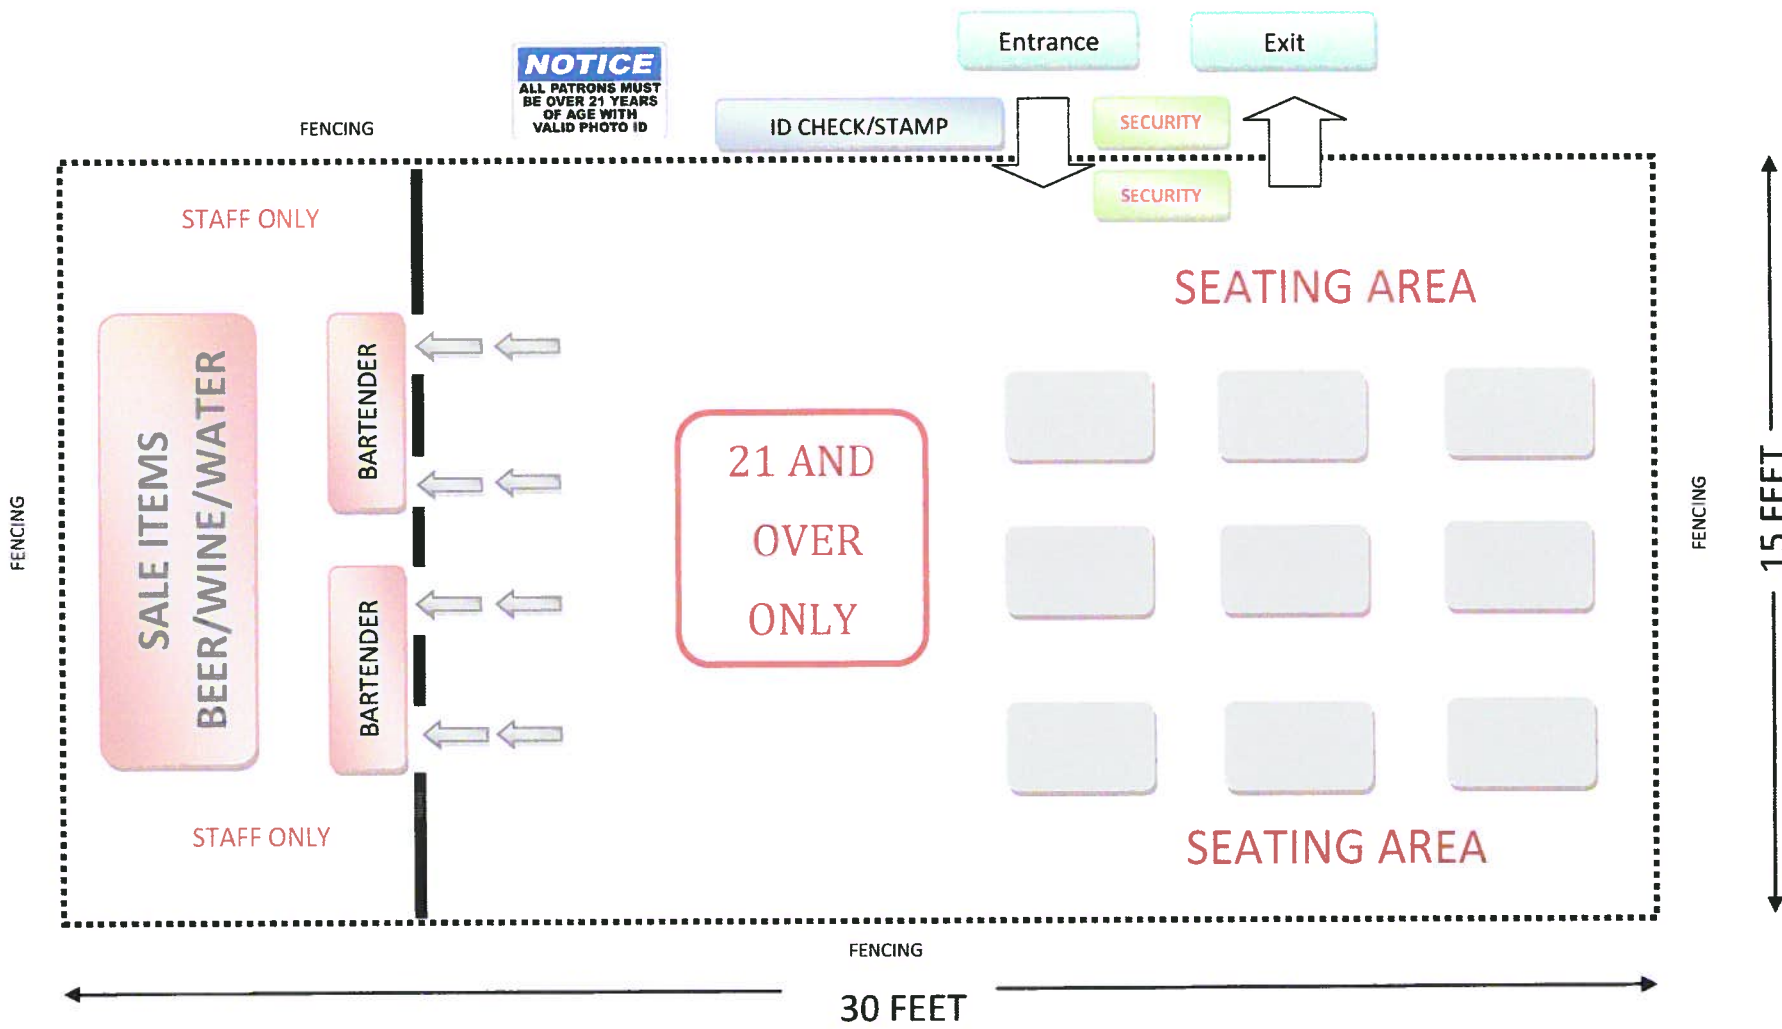 Entrance
Exit
NOTICE
ALL PATRONS MUST
BE OVER 21 YEARS
OF AGE WITH
VALID PHOTO ID
FENCING
ID CHECK/STAMP
SECURITY
SECURITY
STAFF ONLY
SEATING AREA
SALE ITEMS
BEER/WINE/WATER
BARTENDER
BARTENDER
21 AND
OVER
ONLY
FENCING
FENCING
15 FEET
STAFF ONLY
SEATING AREA
FENCING
30 FEET